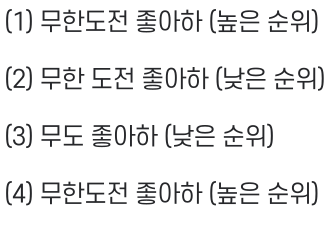 (1) 무한도전 좋아하 (높은 순위)
(2) 무한 도전 좋아하 (낮은 순위)
(3) 무도 좋아하 (낮은 순위)
(4) 무한도전 좋아하 (높은 순위)